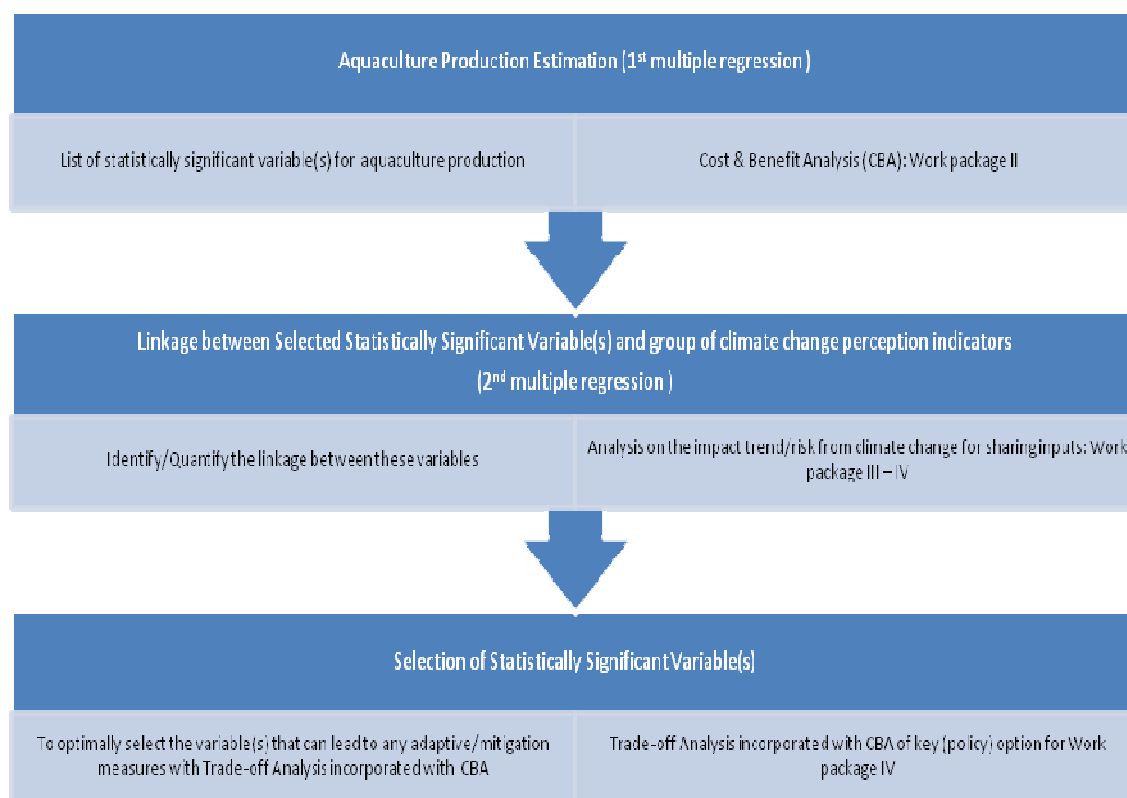 Aquaculture Production Estimation (1st multiple regression )
List of statistically significant variable(s) for aquaculture production
Cost & Benefit Analysis (CBA): Work package II
Linkage between Selected Statistically Significant Variable(s) and group of climate change perception indicators
(2nd multiple regression )
Identify/Quantify the linkage between these variables
Analysis on the impact trend/risk from climate change for sharing inputs: Work
package III – IV
Selection of Statistically Significant Variable(s)
To optimally select the variable(s) that can lead to any adaptive/mitigation
measures with Trade-off Analysis incorporated with CBA
Trade-off Analysis incorporated with CBA of key (policy) option for Work
package IV